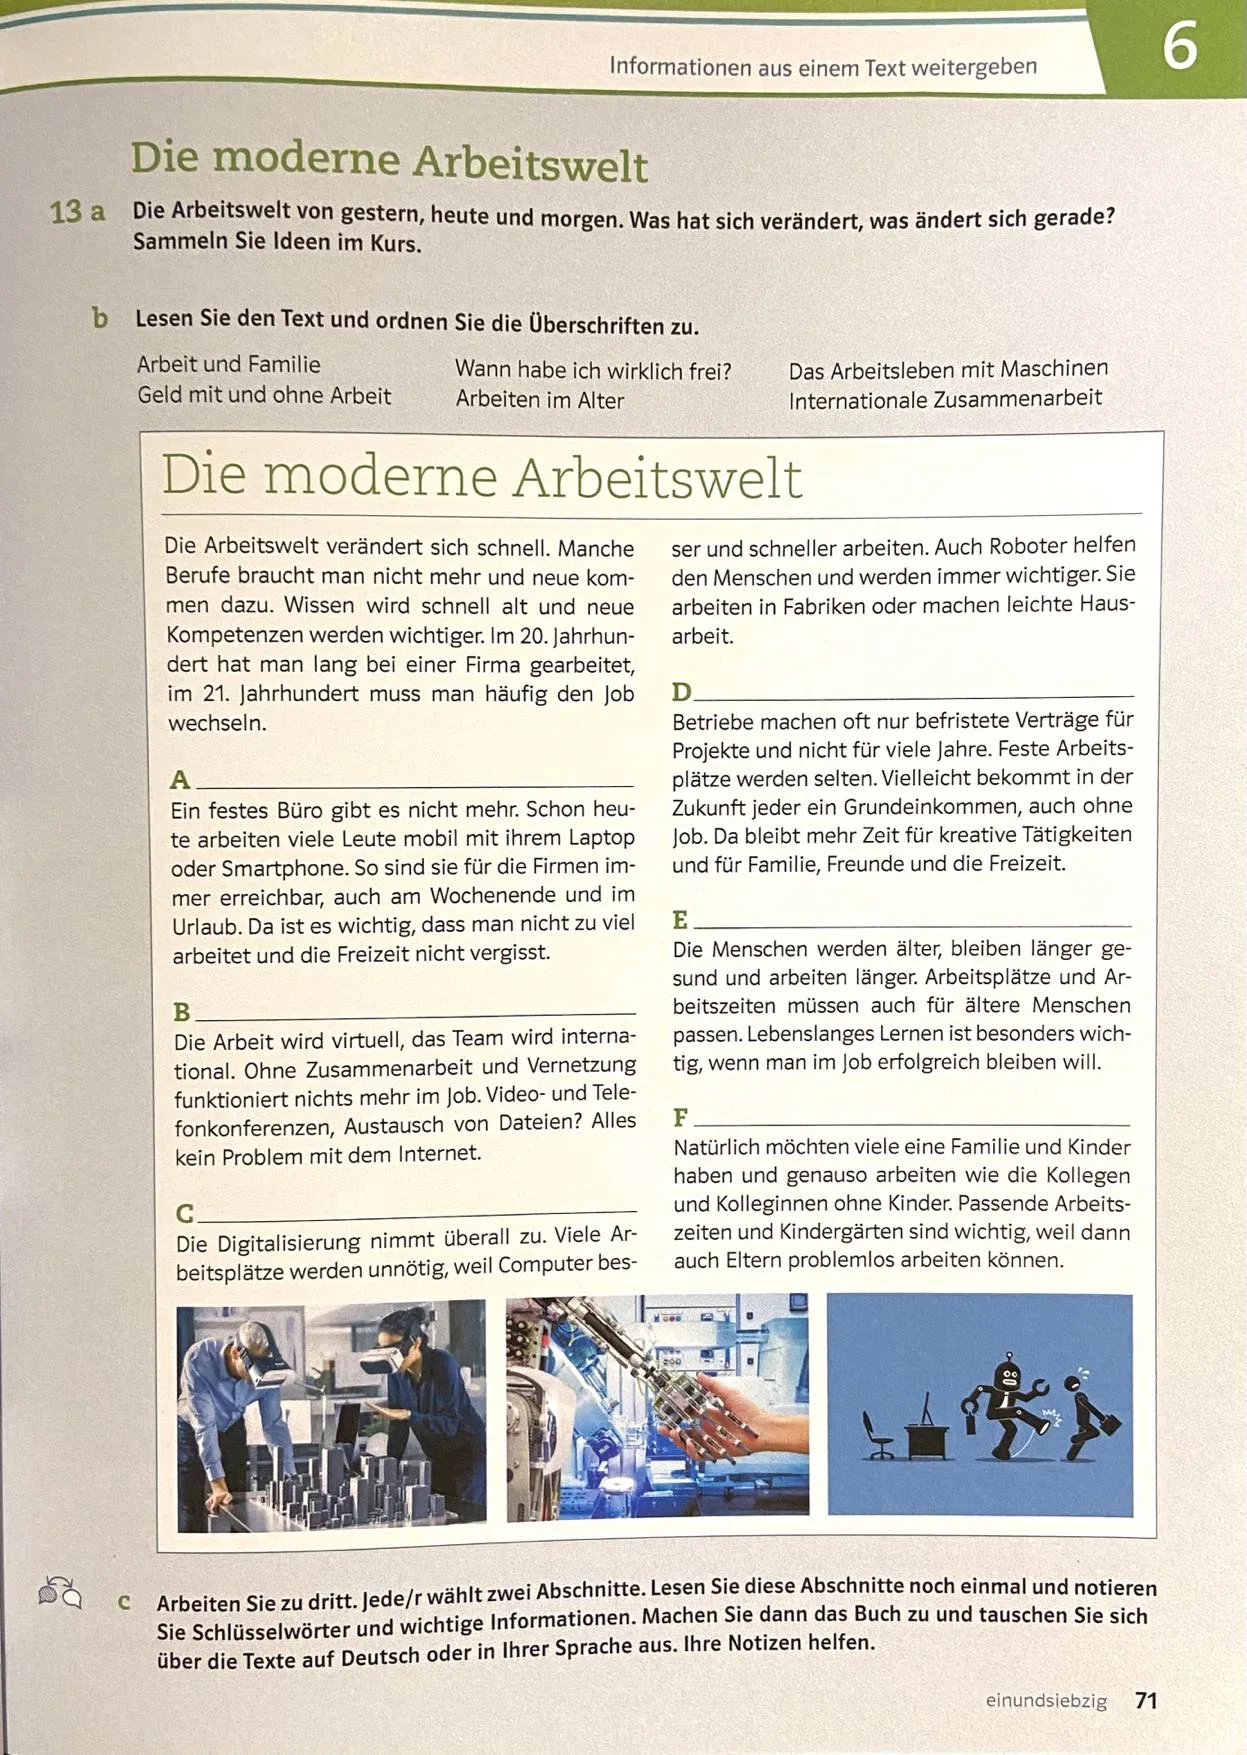 Informationen aus einem Text weitergeben
6
Die moderne Arbeitswelt
13 a Die Arbeitswelt von gestern, heute und morgen. Was hat sich verändert, was ändert sich gerade?
Sammeln Sie Ideen im Kurs.
b Lesen Sie den Text und ordnen Sie die Überschriften zu.
Arbeit und Familie Wann habe ich wirklich frei? Das Arbeitsleben mit Maschinen
Geld mit und ohne Arbeit Arbeiten im Alter Internationale Zusammenarbeit
Die moderne Arbeitswelt
Die Arbeitswelt verändert sich schnell. Manche
Berufe braucht man nicht mehr und neue kom-
men dazu. Wissen wird schnell alt und neue
Kompetenzen werden wichtiger. Im 20. Jahrhun-
dert hat man lang bei einer Firma gearbeitet,
im 21. Jahrhundert muss man häufig den Job
wechseln.
A
Ein festes Büro gibt es nicht mehr. Schon heu-
te arbeiten viele Leute mobil mit ihrem Laptop
oder Smartphone. So sind sie für die Firmen im-
mer erreichbar, auch am Wochenende und im
Urlaub. Da ist es wichtig, dass man nicht zu viel
arbeitet und die Freizeit nicht vergisst.
B
Die Arbeit wird virtuell, das Team wird interna-
tional. Ohne Zusammenarbeit und Vernetzung
funktioniert nichts mehr im Job. Video- und Tele-
fonkonferenzen, Austausch von Dateien? Alles
kein Problem mit dem Internet.
C
Die Digitalisierung nimmt überall zu. Viele Ar-
beitsplätze werden unnötig, weil Computer bes-
ser und schneller arbeiten. Auch Roboter helfen
den Menschen und werden immer wichtiger. Sie
arbeiten in Fabriken oder machen leichte Haus-
arbeit.
D
Betriebe machen oft nur befristete Verträge für
Projekte und nicht für viele Jahre. Feste Arbeits-
plätze werden selten. Vielleicht bekommt in der
Zukunft jeder ein Grundeinkommen, auch ohne
Job. Da bleibt mehr Zeit für kreative Tätigkeiten
und für Familie, Freunde und die Freizeit.
E
Die Menschen werden älter, bleiben länger ge-
sund und arbeiten länger. Arbeitsplätze und Ar-
beitszeiten müssen auch für ältere Menschen
passen. Lebenslanges Lernen ist besonders wich-
tig, wenn man im Job erfolgreich bleiben will.
F
Natürlich möchten viele eine Familie und Kinder
haben und genauso arbeiten wie die Kollegen
und Kolleginnen ohne Kinder. Passende Arbeits-
zeiten und Kindergärten sind wichtig, weil dann
auch Eltern problemlos arbeiten können.
c Arbeiten Sie zu dritt. Jede/r wählt zwei Abschnitte. Lesen Sie diese Abschnitte noch einmal und notieren
Sie Schlüsselwörter und wichtige Informationen. Machen Sie dann das Buch zu und tauschen Sie sich
über die Texte auf Deutsch oder in Ihrer Sprache aus. Ihre Notizen helfen.
einundsiebzig 71